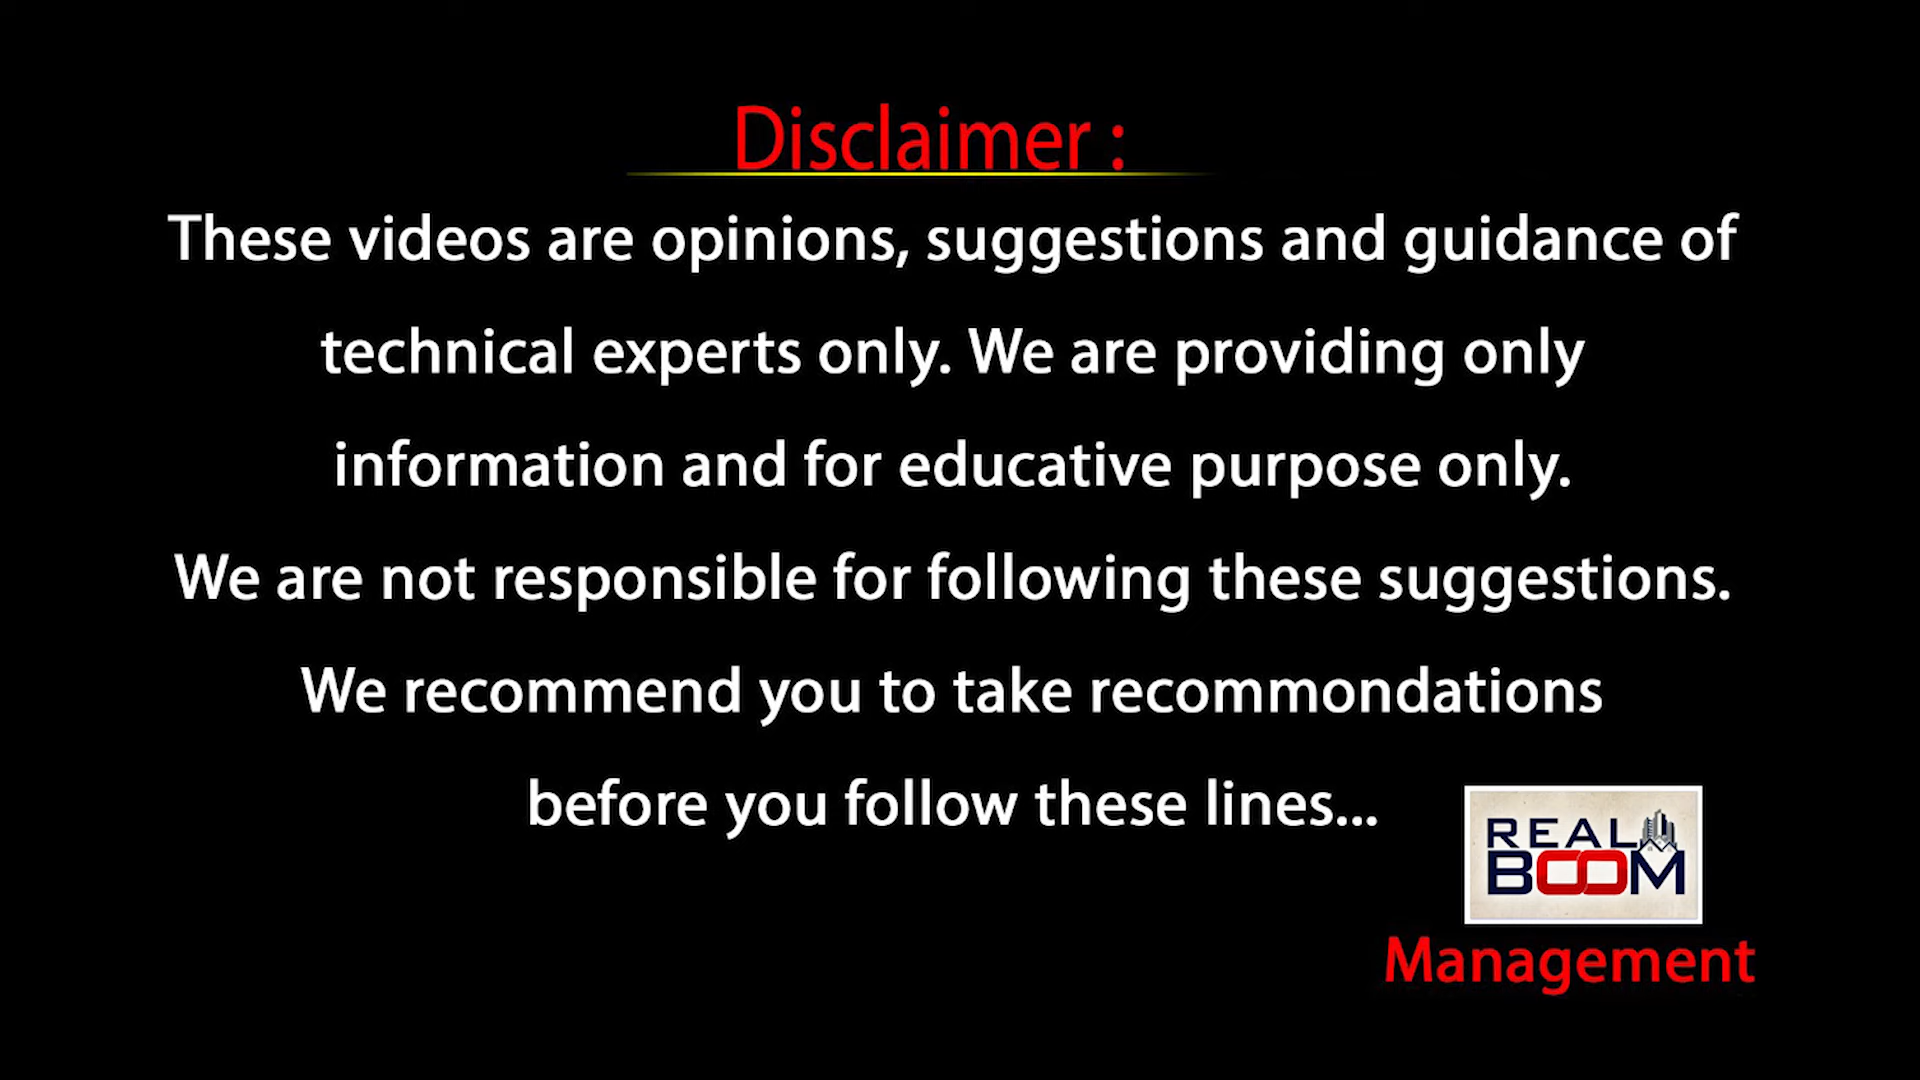 Disclaimer :
These videos are opinions, suggestions and guidance of
technical experts only. We are providing only
information and for educative purpose only.
We are not responsible for following these suggestions.
We recommend you to take recommondations
before you follow these lines...
REAL
BOOM
Management